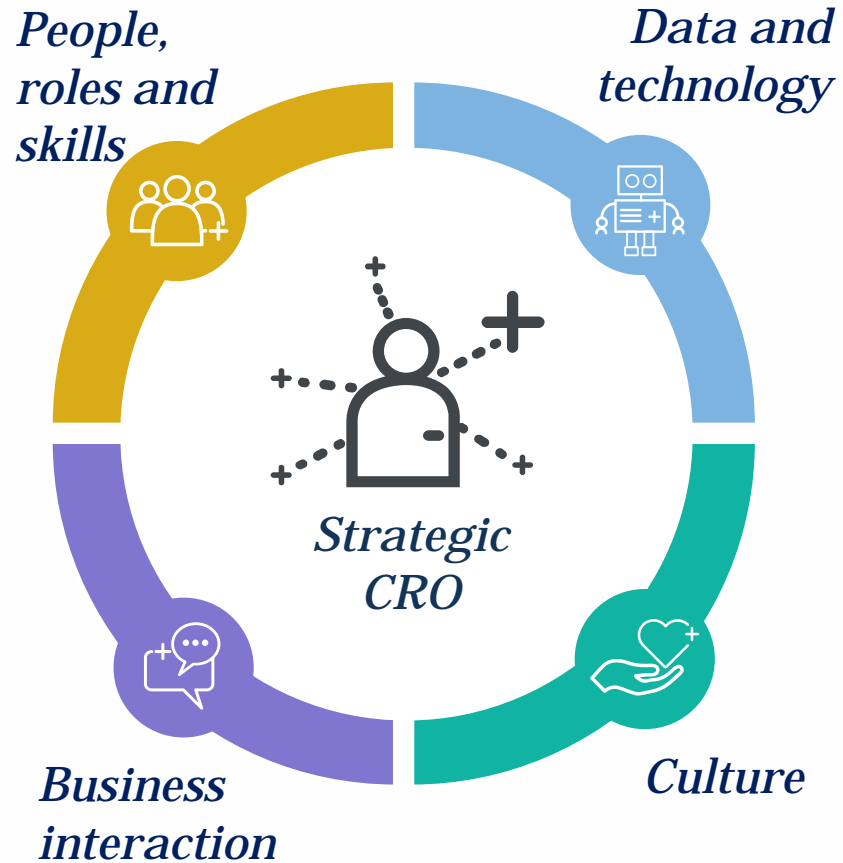 People,
roles and
skills
Data and
technology
Strategic
CRO
Business
interaction
Culture